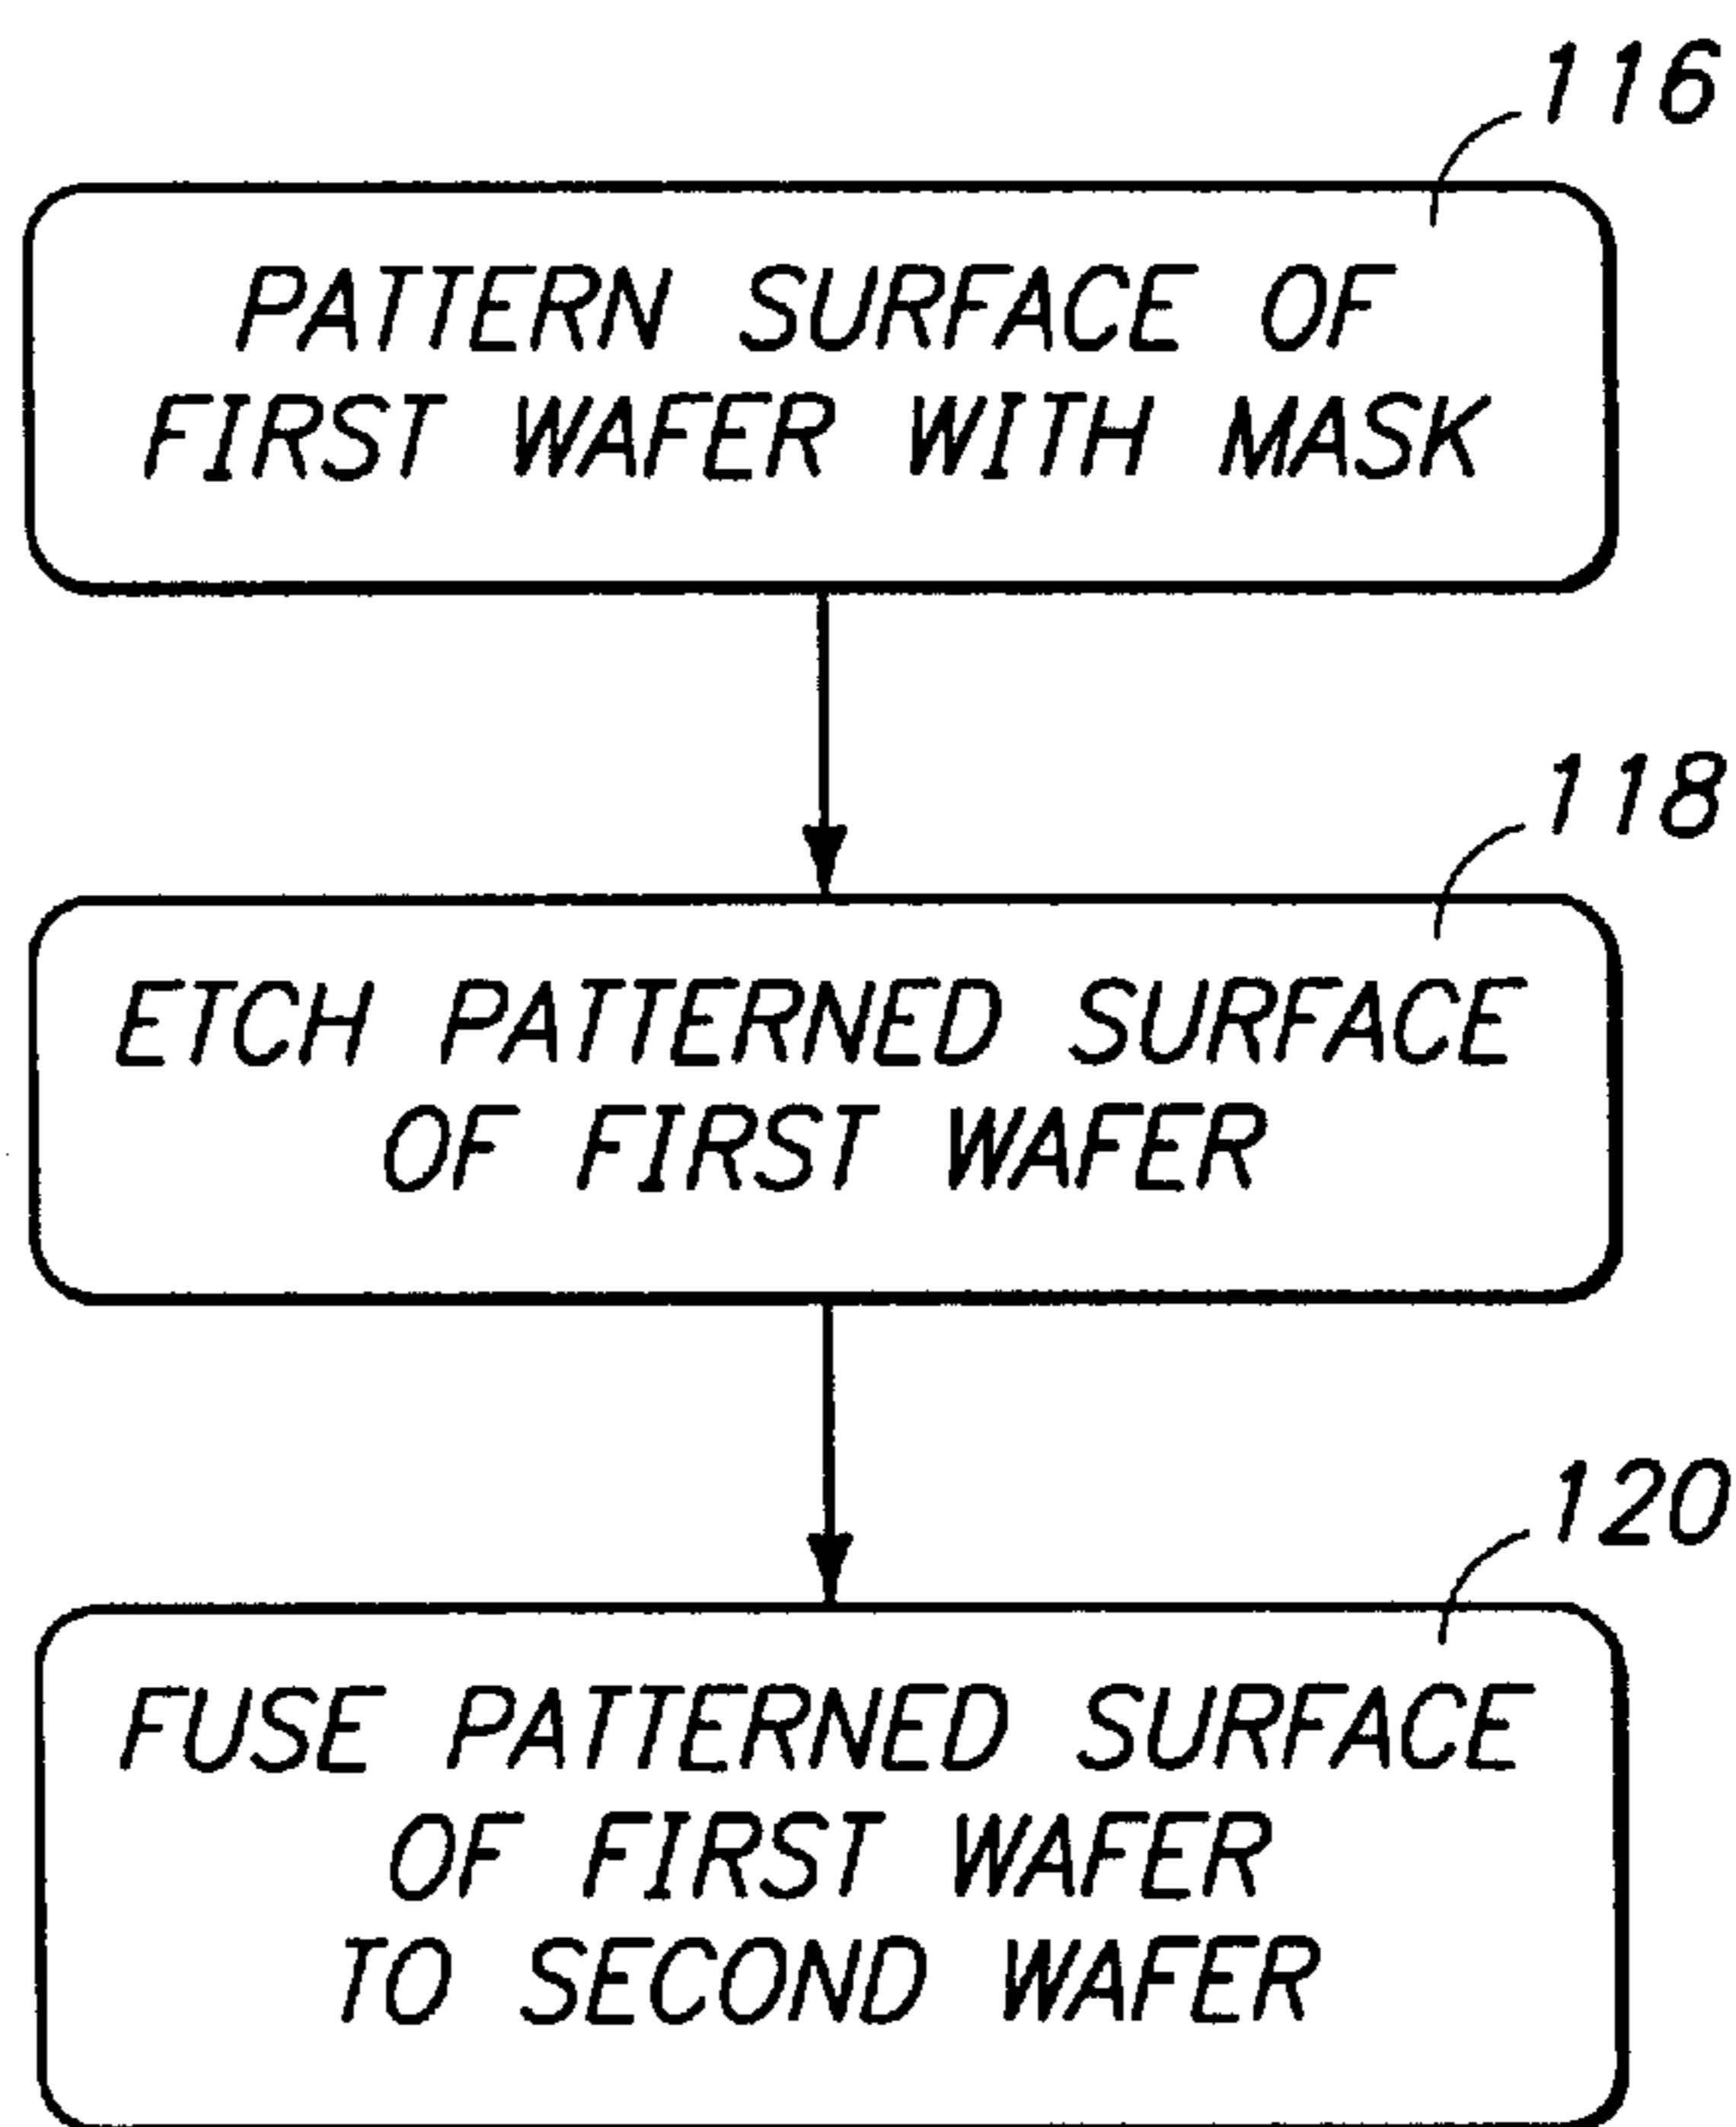 116
PATTERN SURFACE OF
FIRST WAFER WITH MASK
118
ETCH PATTERNED SURFACE
OF FIRST WAFER
120
FUSE PATTERNED SURFACE
OF FIRST WAFER
TO SECOND WAFER